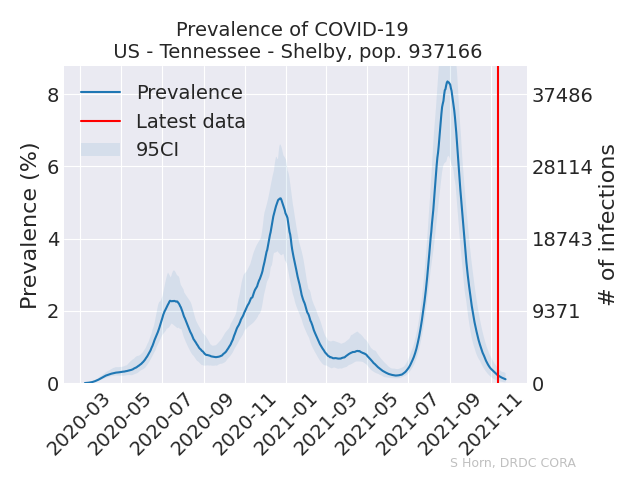 Prevalence of COVID-19
US - Tennessee - Shelby, pop. 937166
Prevalence
Latest data
95CI
Prevalence (%)
8
6
4
2
0
37486
28114
18743
9371
0
# of infections
2020-03
2020-05
2020-07
2020-09
2020-11
2021-01
2021-03
2021-05
2021-07
2021-09
2021-11
S Horn, DRDC CORA